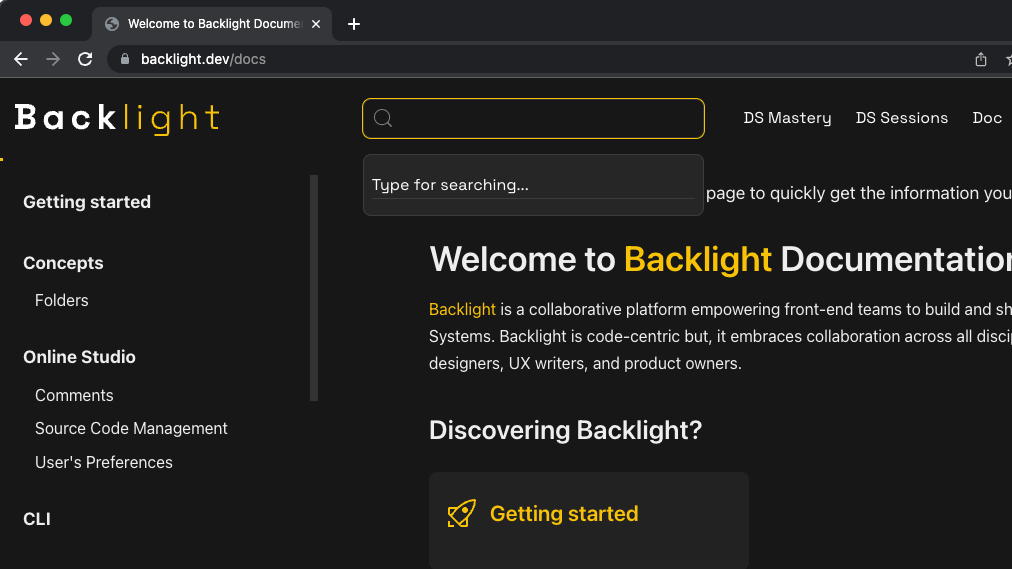 Welcome to Backlight Docume
backlight.dev/docs
Backlight
DS Mastery
DS Sessions
Doc
Type for searching...
page to quickly get the information you
Getting started
Concepts
Folders
Online Studio
Comments
Source Code Management
User's Preferences
CLI
Welcome to Backlight Documentation
Backlight is a collaborative platform empowering front-end teams to build and sh
Systems. Backlight is code-centric but, it embraces collaboration across all disci
designers, UX writers, and product owners.
Discovering Backlight?
Getting started